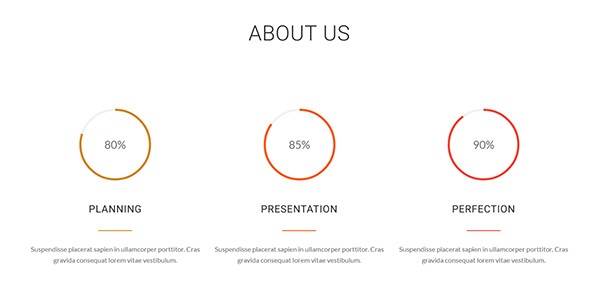 ABOUT US
80%
85%
90%
PLANNING
PRESENTATION
PERFECTION
Suspendisse placerat sapien in ullamcorper porttitor. Cras
gravida consequat lorem vitae vestibulum.
Suspendisse placerat sapien in ullamcorper porttitor. Cras
gravida consequat lorem vitae vestibulum.
Suspendisse placerat sapien in ullamcorper porttitor. Cras
gravida consequat lorem vitae vestibulum.